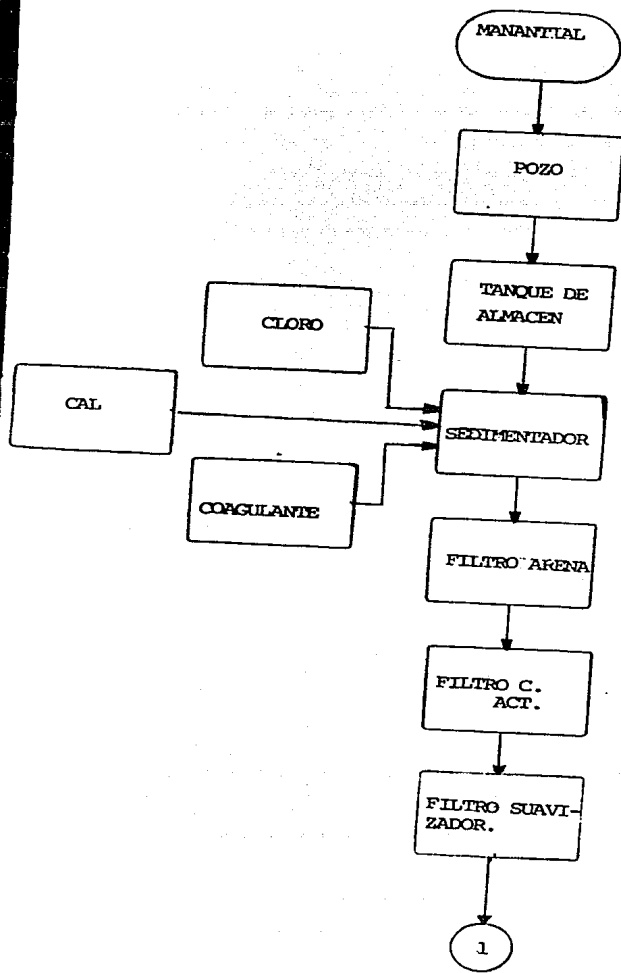 MANANTIAL
POZO
TANQUE DE
ALMACEN
CLORO
CAL
SEDIMENTADOR
COAGULANTE
FILTRO ARENA
FILTRO C.
ACT.
FILTRO SUAVI-
ZADOR.
1